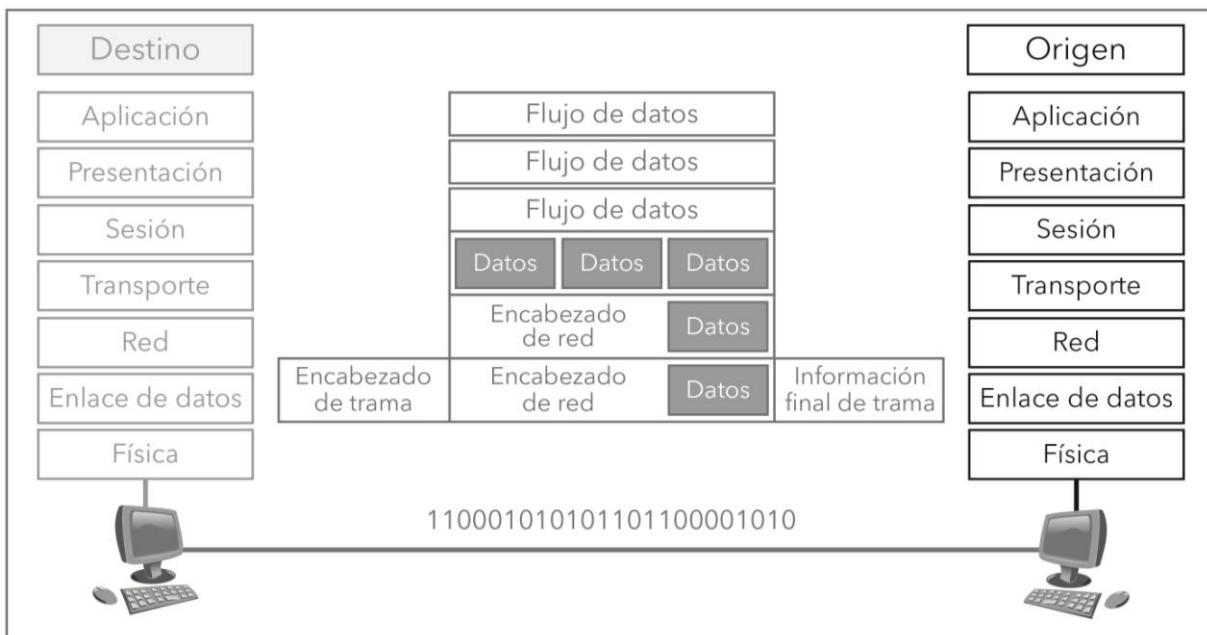 Destino
Origen
Aplicación
Flujo de datos
Aplicación
Presentación
Flujo de datos
Presentación
Sesión
Flujo de datos
Sesión
Transporte
Datos Datos Datos
Transporte
Red
Encabezado
de red
Datos
Red
Enlace de datos
Encabezado
de trama
Encabezado
de red
Datos
Información
final de trama
Enlace de datos
Física
Física
1100010101011011000010​10